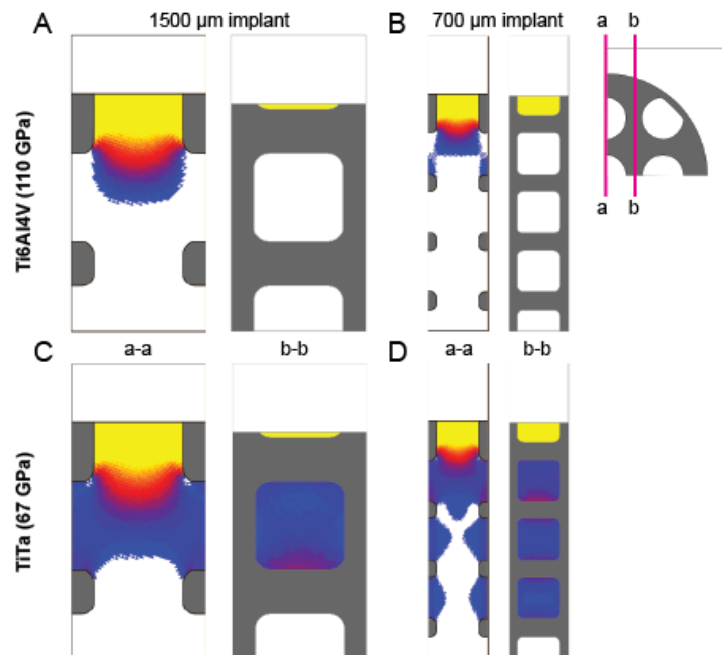 A
1500 µm implant
B
700 µm implant
a b
Ti6Al4V (110 GPa)
a b
C
a-a
b-b
D
a-a
b-b
TiTa (67 GPa)